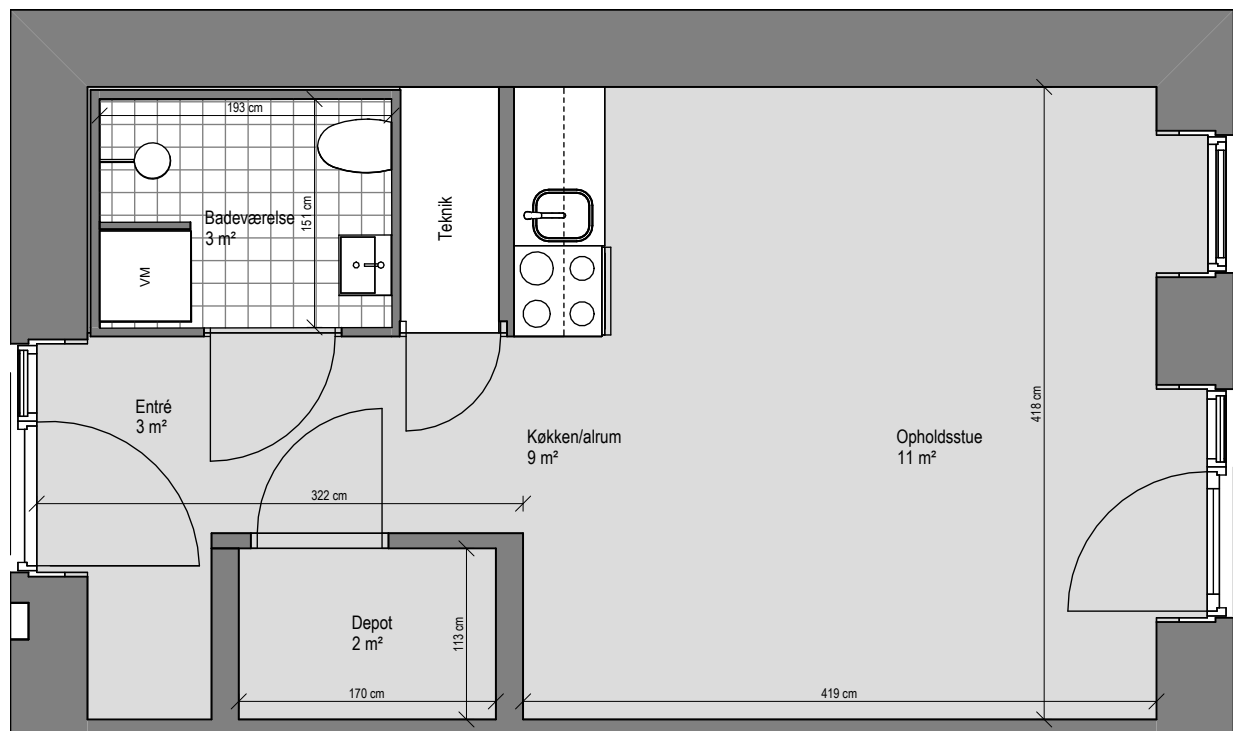 193 cm
151 cm
Badeværelse
3 m²
VM
Teknik
Entré
3 m²
322 cm
Køkken/alrum
9 m²
Opholdsstue
11 m²
418 cm
Depot
2 m²
113 cm
170 cm
419 cm